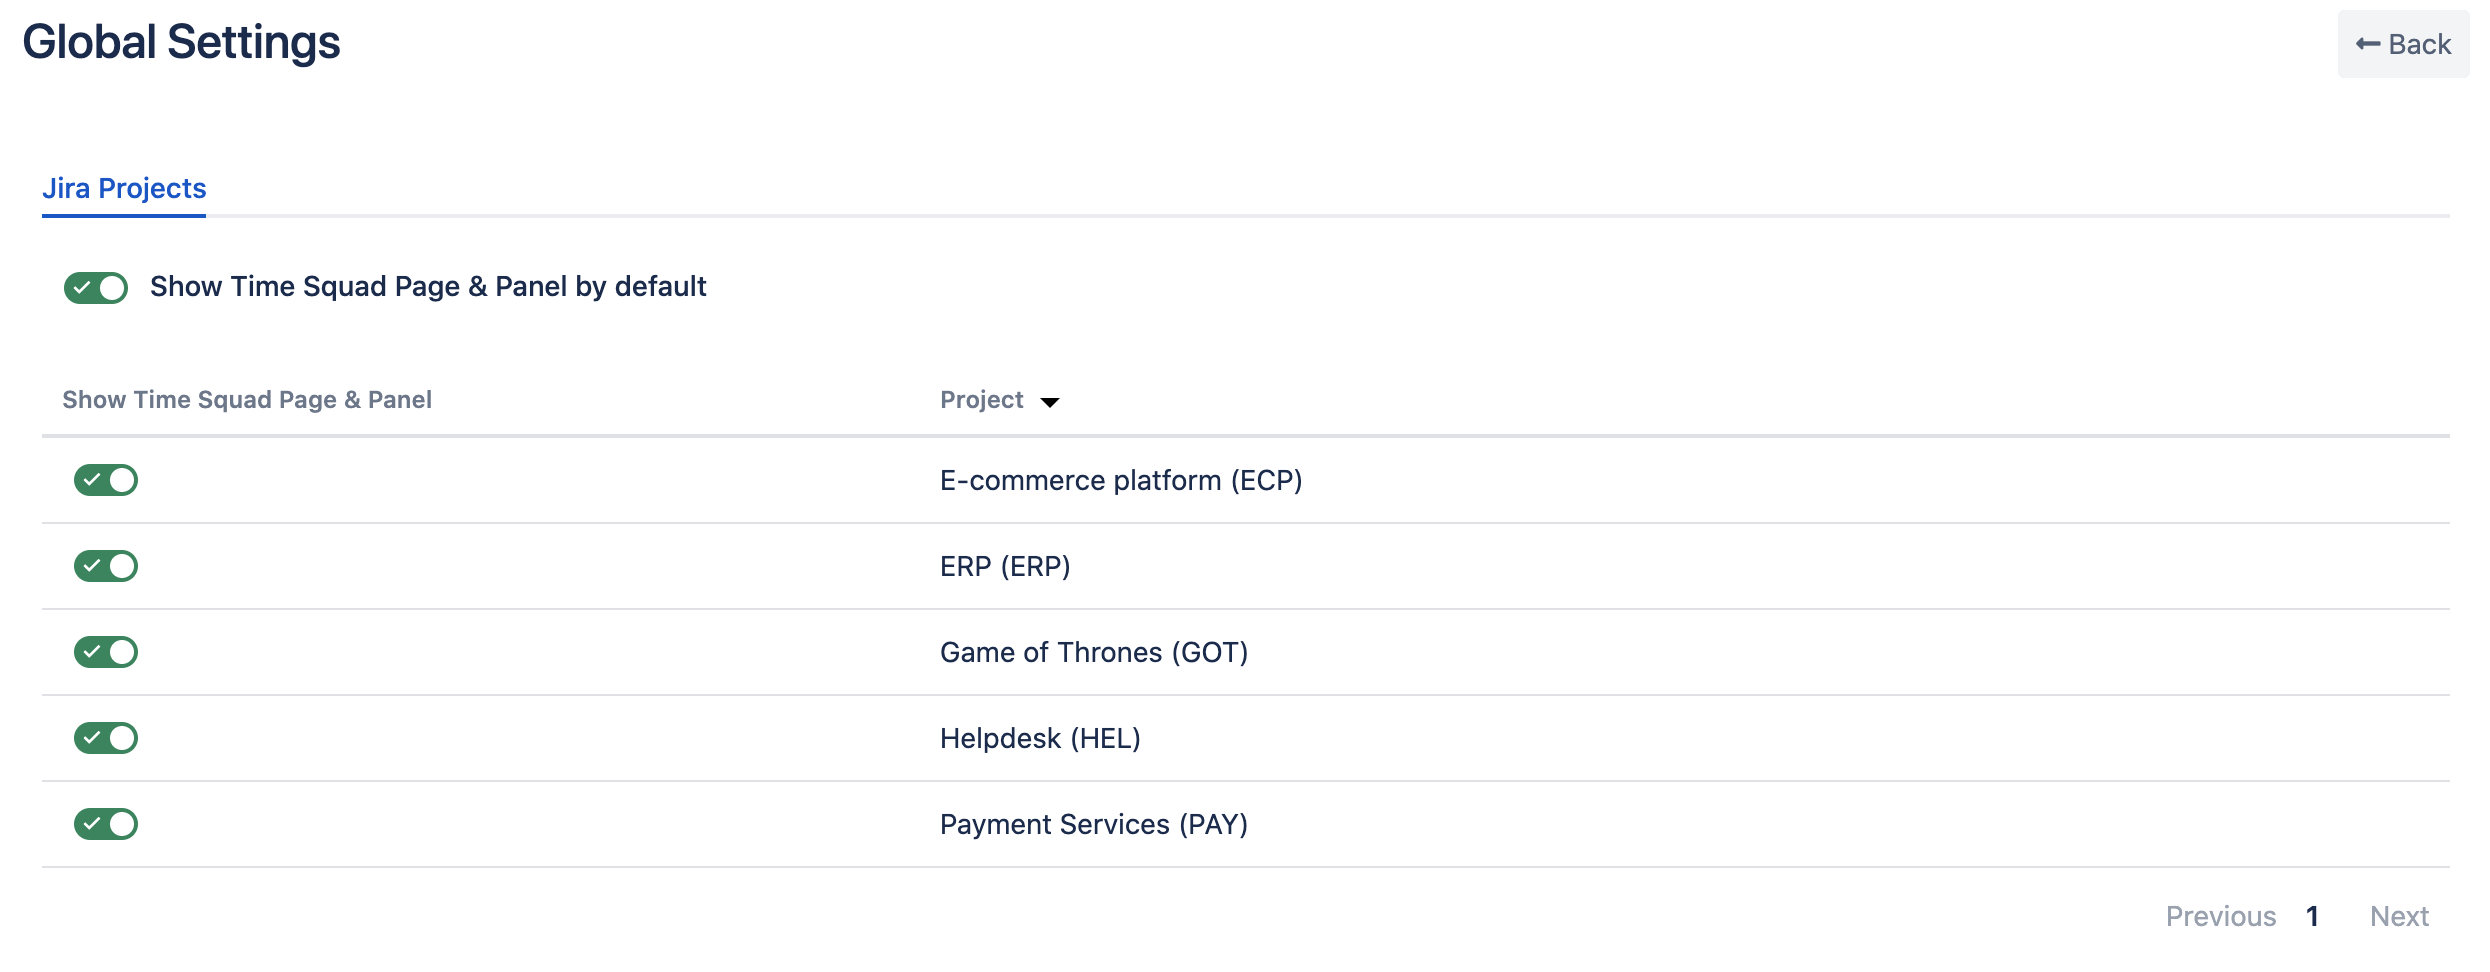 Global Settings
Back
Jira Projects
Show Time Squad Page & Panel by default
Show Time Squad Page & Panel Project
E-commerce platform (ECP)
ERP (ERP)
Game of Thrones (GOT)
Helpdesk (HEL)
Payment Services (PAY)
Previous 1 Next